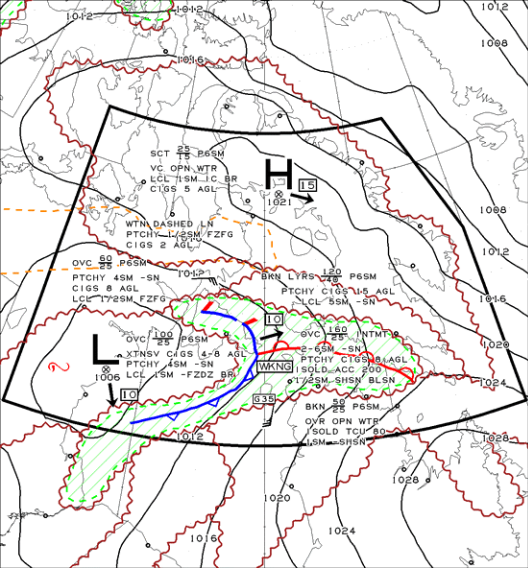 1012
1012
1008
1016
SCT 25/15 P6SM
VC OPN WTR
LCL 1SM IC BR
CIGS 5 AGL
H
15
1021
1008
WTN DASHED LN
PTCHY 1/2SM FZFG
CIGS 2 AGL
1012
OVC 60/25 P6SM
PTCHY 4SM -SN
CIGS 8 AGL
LCL 1/2SM FZFG
1012
BKN LYRS 120/40 P6SM
PTCHY CIGS 15 AGL
LCL 5SM -SN
1016
10
OVC 100/25 P6SM
XTNSV CIGS 4-8 AGL
PTCHY 4SM -SN
LCL 1SM -FZDZ BR
L
1006
10
OVC 160/25 INTMT
2-6SM -SN
PTCHY CIGS 8 AGL
ISOLD ACC 200
1/2SM SHSN BLSN
1020
WKNG
1024
G35
BKN 50/25 P6SM
OVR OPN WTR
ISOLD TCU 80
1SM -SHSN
1012
1028
1028
1020
1024
1016